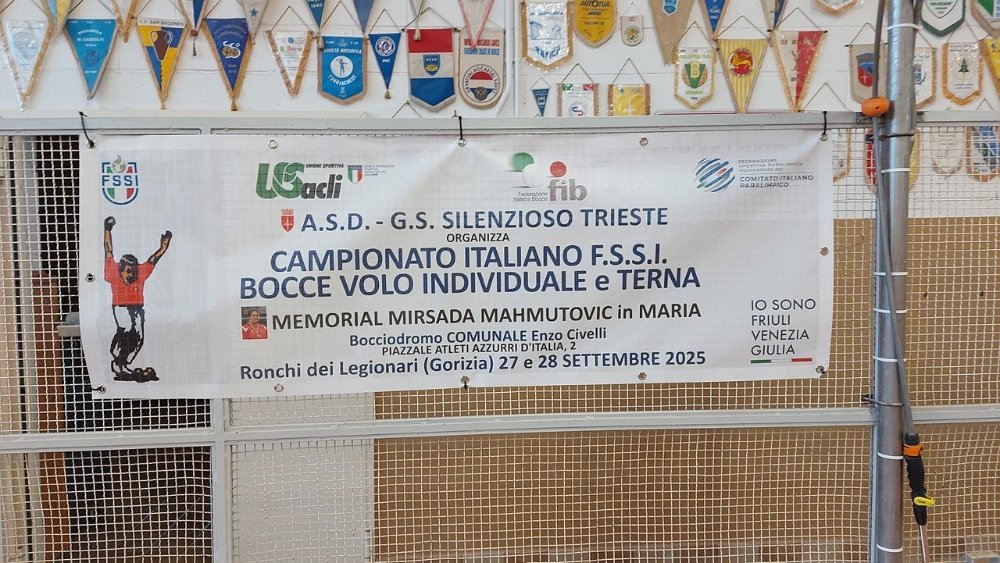 FSSI
US acli
UNIONE SPORTIVA
Federazione
Italiana Bocce
fib
FEDERAZIONE
SPORTIVA PARALIMPICA
riconosciuta dal
COMITATO ITALIANO
PARALIMPICO
A.S.D. - G.S. SILENZIOSO TRIESTE
ORGANIZZA
CAMPIONATO ITALIANO F.S.S.I.
BOCCE VOLO INDIVIDUALE e TERNA
MEMORIAL MIRSADA MAHMUTOVIC in MARIA
Bocciodromo COMUNALE Enzo Civelli
PIAZZALE ATLETI AZZURRI D'ITALIA, 2
Ronchi dei Legionari (Gorizia) 27 e 28 SETTEMBRE 2025
IO SONO
FRIULI
VENEZIA
GIULIA